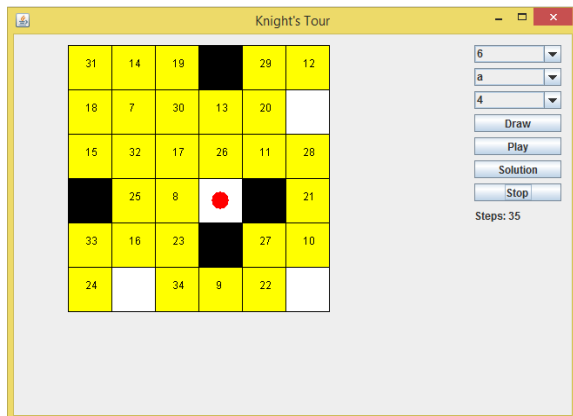 Knight's Tour
31 14 19 29 12
18 7 30 13 20
15 32 17 26 11 28
25 8 21
33 16 23 27 10
24 34 9 22
6
a
4
Draw
Play
Solution
Stop
Steps: 35